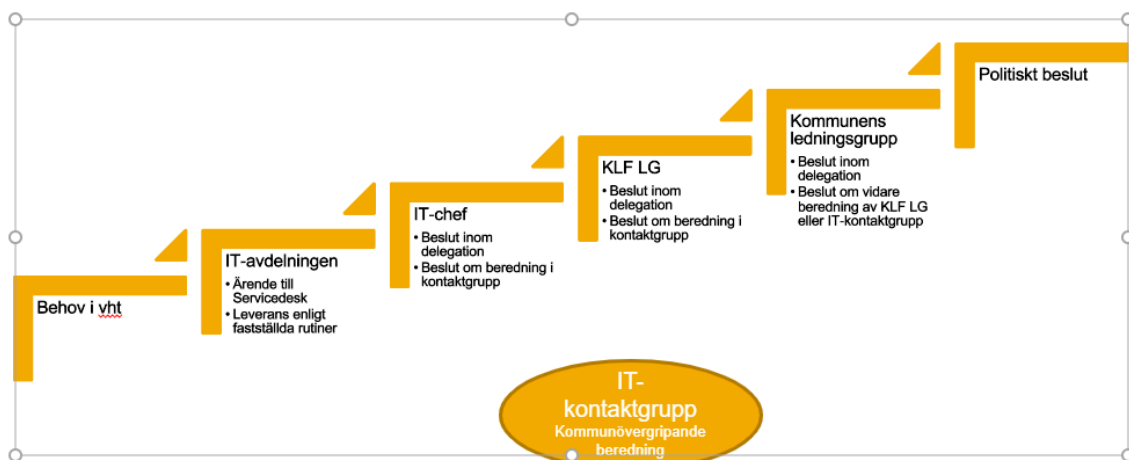 Behov i vht
IT-avdelningen
• Ärende till
Servicedesk
• Leverans enligt
fastställda rutiner
IT-chef
• Beslut inom
delegation
• Beslut om beredning i
kontaktgrupp
KLF LG
• Beslut inom
delegation
• Beslut om beredning i
kontaktgrupp
Kommunens
ledningsgrupp
• Beslut inom
delegation
• Beslut om vidare
beredning av KLF LG
eller IT-kontaktgrupp
Politiskt beslut
IT-
kontaktgrupp
Kommunövergripande
beredning